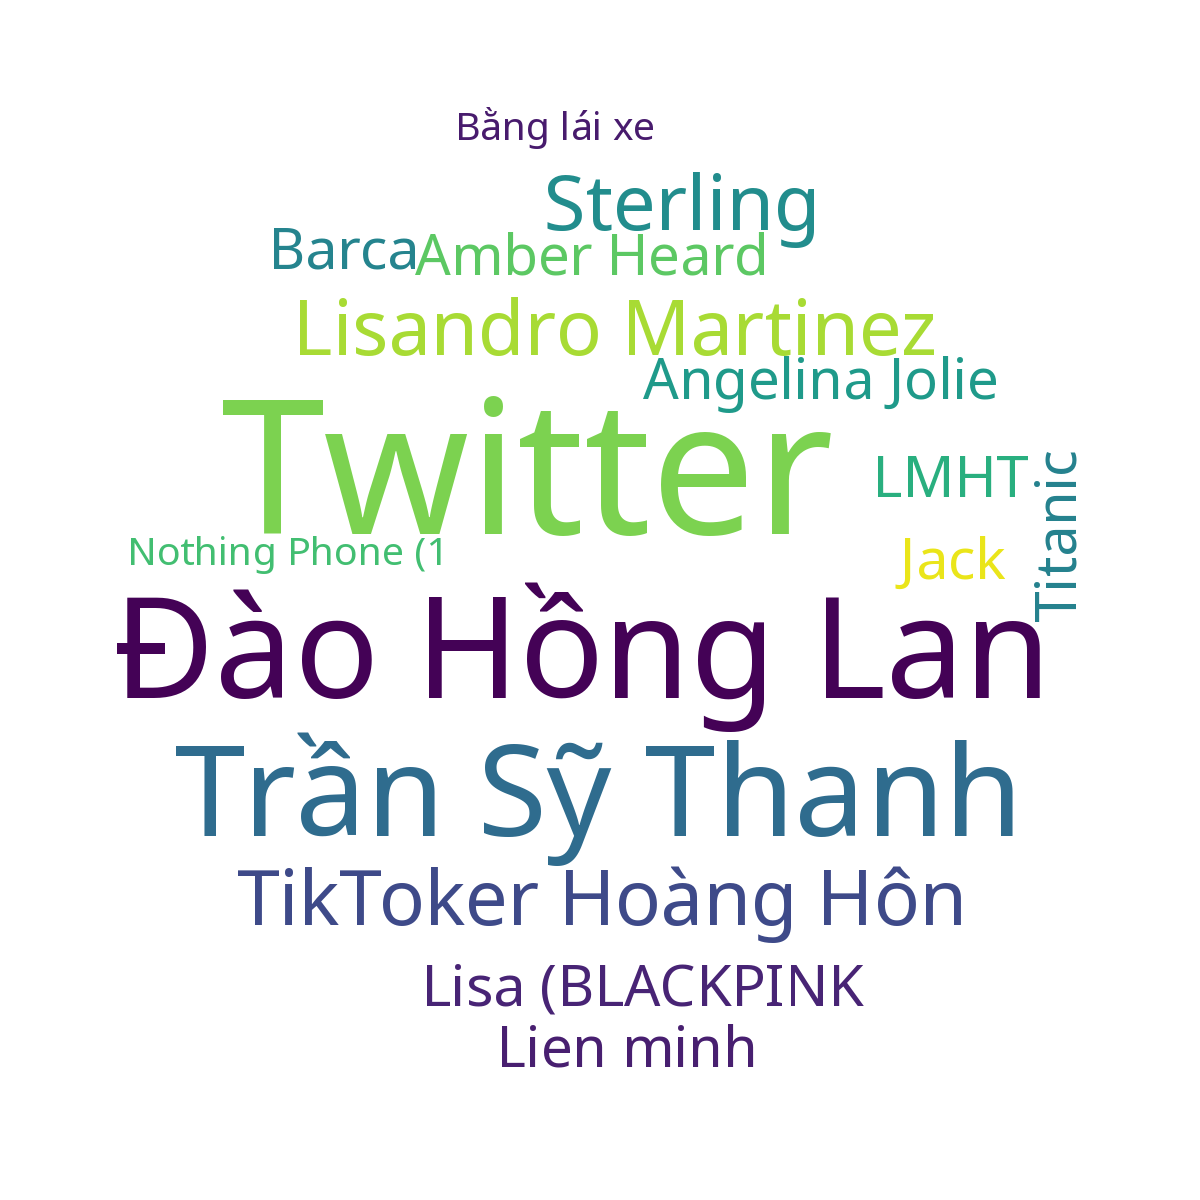 Bằng lái xe
Sterling
Barca
Amber Heard
Lisandro Martinez
Angelina Jolie
Twitter
LMHT
Titanic
Nothing Phone (1
Jack
Đào Hồng Lan
Trần Sỹ Thanh
TikToker Hoàng Hôn
Lisa (BLACKPINK
Lien minh